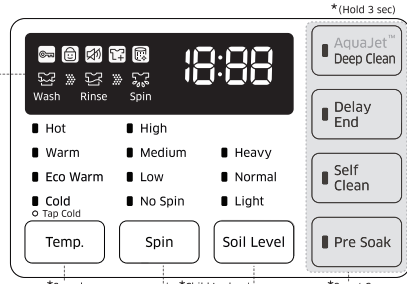 *(Hold 3 sec)
18:88
AquaJet™
Deep Clean
Wash Rinse Spin
Hot High
Delay
End
Warm Medium Heavy
Eco Warm Low Normal
Self
Clean
Cold No Spin Light
Tap Cold
Temp. Spin Soil Level Pre Soak